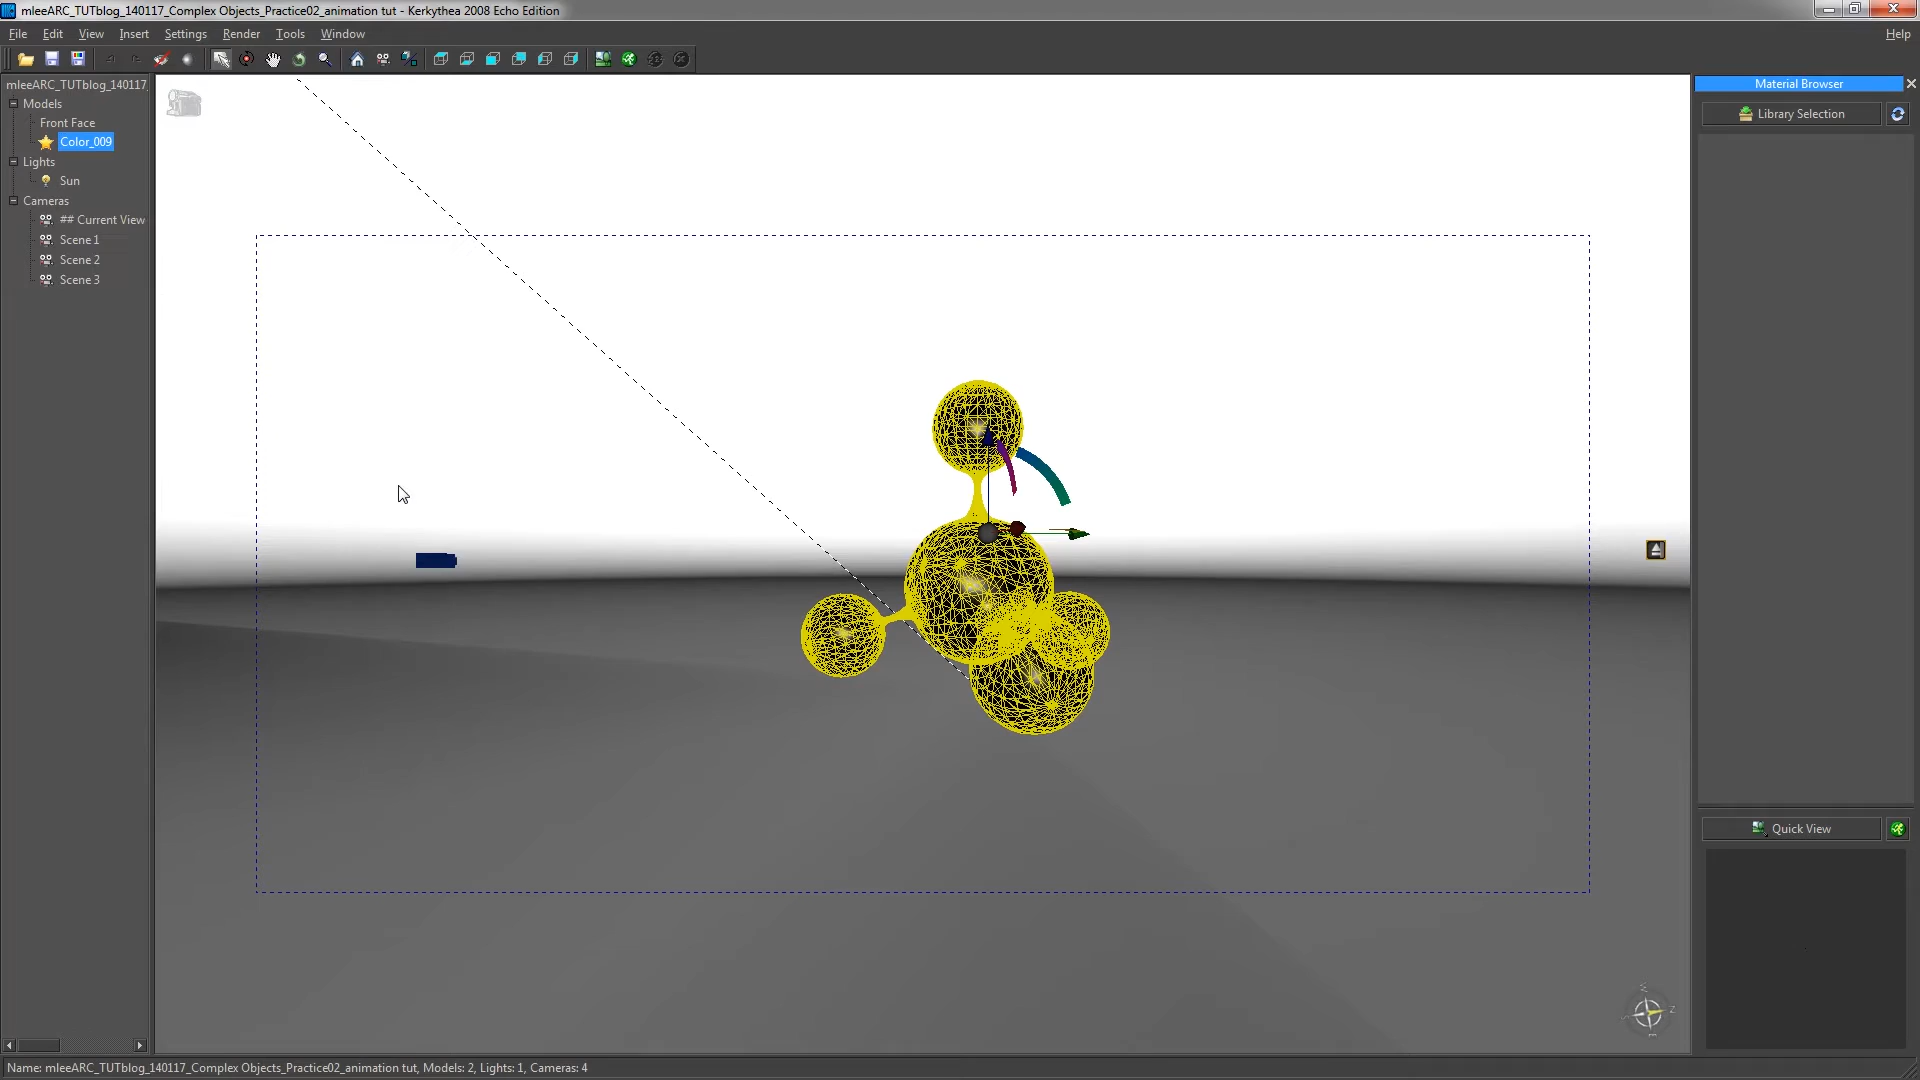 mleeARC_TUTblog_140117_Complex Objects_Practice02_animation tut - Kerkythea 2008 Echo Edition
File Edit View Insert Settings Render Tools Window Help
mleeARC_TUTblog_140117_
Models
Front Face
Color_009
Lights
Sun
Cameras
## Current View
Scene 1
Scene 2
Scene 3
Material Browser
Library Selection
Quick View
Name: mleeARC_TUTblog_140117_Complex Objects_Practice02_animation tut, Models: 2, Lights: 1, Cameras: 4